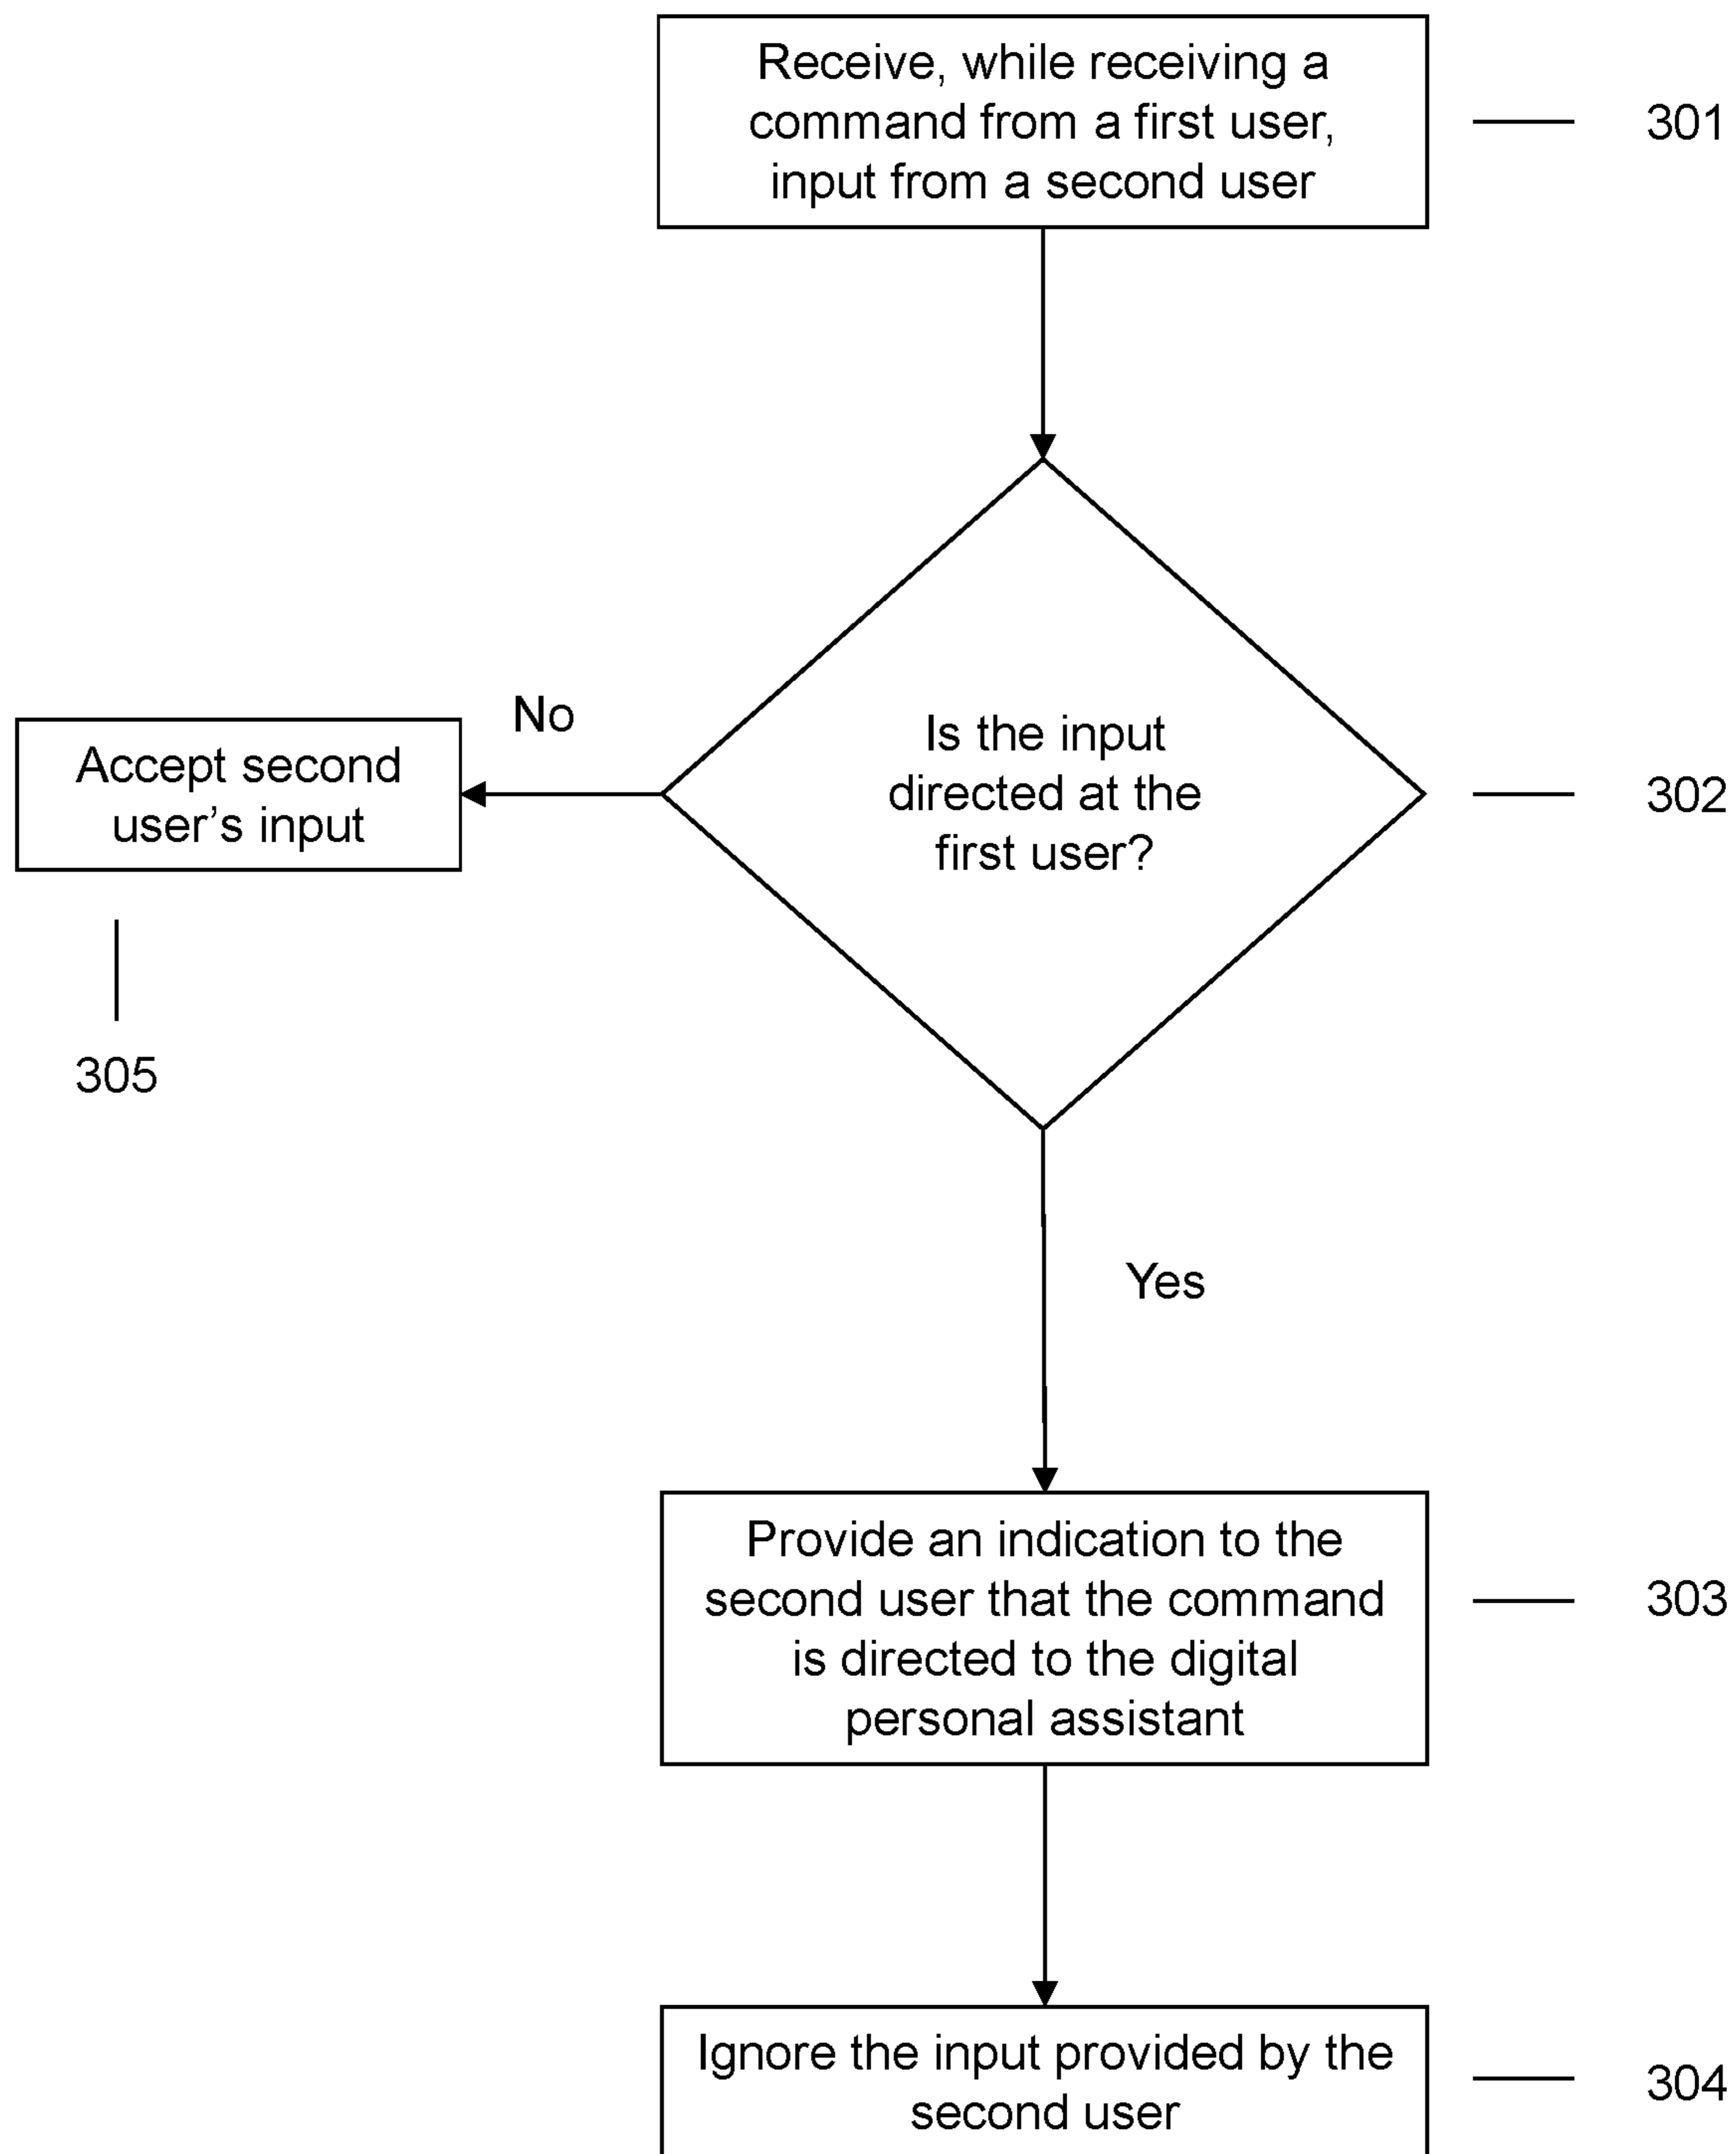 Receive, while receiving a
command from a first user,
input from a second user
301
Is the input
directed at the
first user?
302
No
Accept second
user's input
305
Yes
Provide an indication to the
second user that the command
is directed to the digital
personal assistant
303
Ignore the input provided by the
second user
304